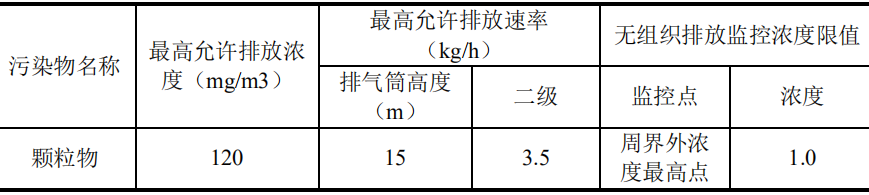 污染物名称
最高允许排放浓
度（mg/m3）
最高允许排放速率
（kg/h）
无组织排放监控浓度限值
排气筒高度
（m）
二级
监控点
浓度
颗粒物
120
15
3.5
周界外浓
度最高点
1.0